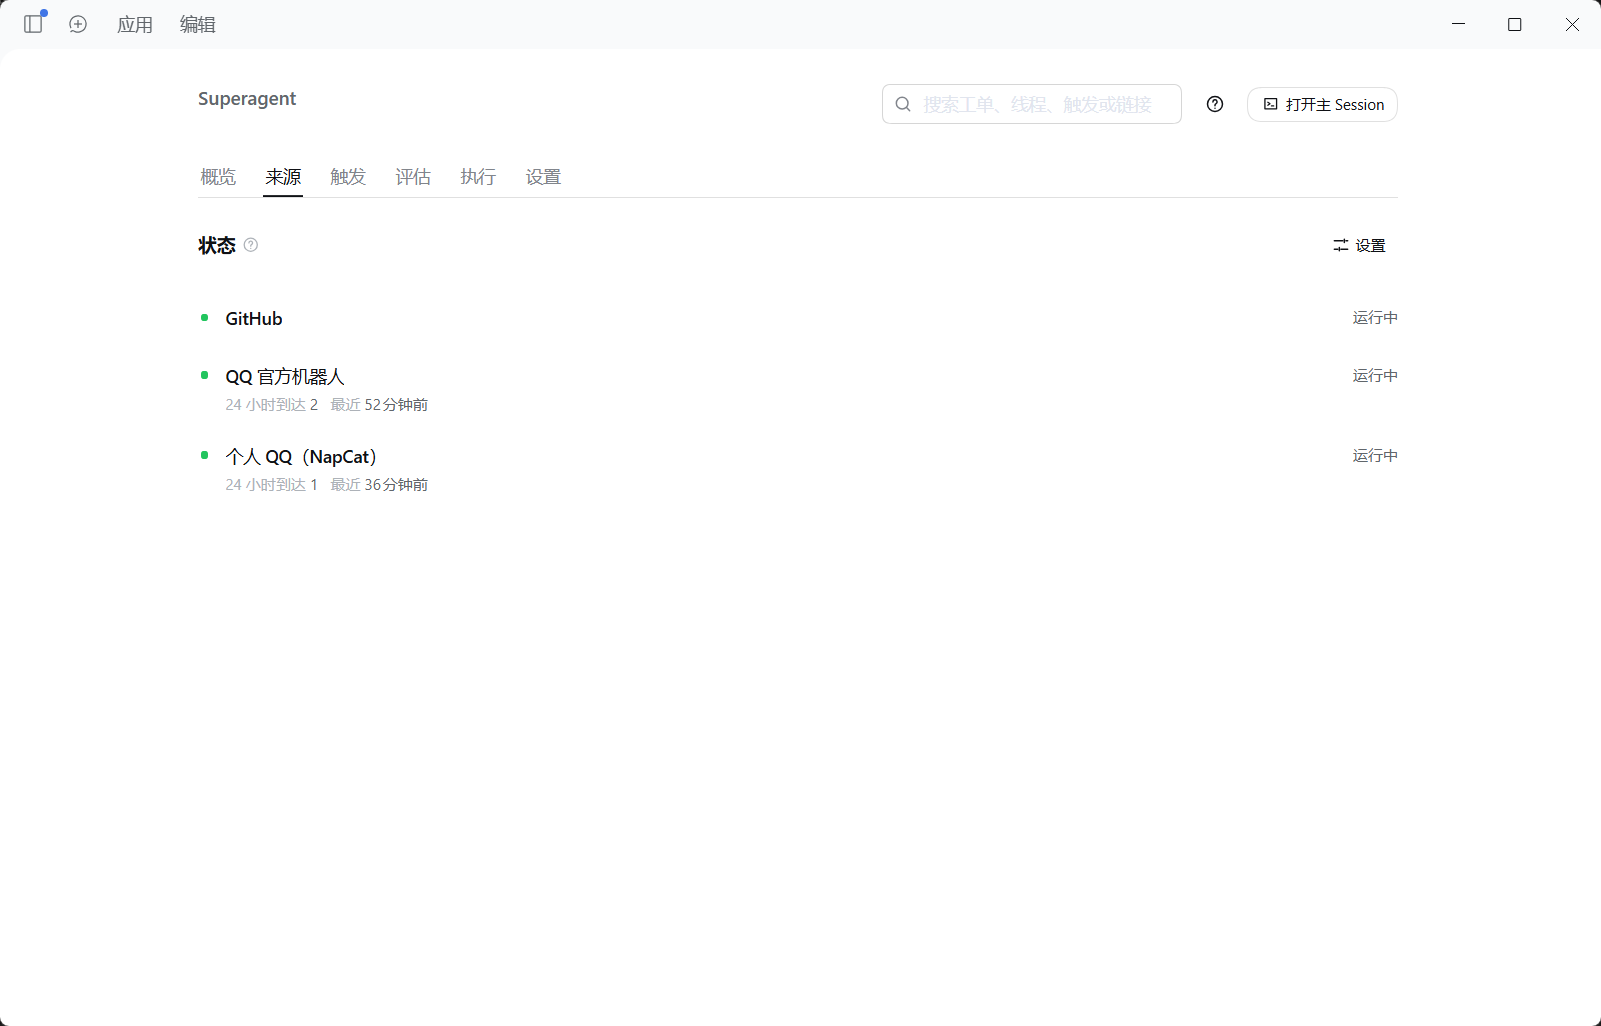 应用 编辑
Superagent
搜索工单、线程、触发或链接
打开主 Session
概览 来源 触发 评估 执行 设置
状态
设置
GitHub
运行中
QQ 官方机器人
运行中
24 小时到达 2 最近 52分钟前
个人 QQ（NapCat）
运行中
24 小时到达 1 最近 36分钟前